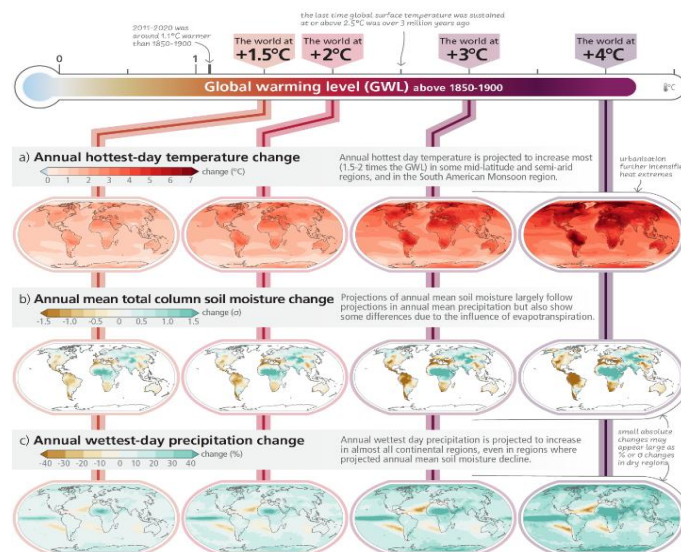 2011-2020 was
around 1.1°C warmer
than 1850-1900
the last time global surface temperature was sustained
at or above 2.5°C was over 3 million years ago
The world at
+1.5°C
The world at
+2°C
The world at
+3°C
The world at
+4°C
0
1
°C
Global warming level (GWL) above 1850-1900
a) Annual hottest-day temperature change
Annual hottest day temperature is projected to increase most
(1.5-2 times the GWL) in some mid-latitude and semi-arid
regions, and in the South American Monsoon region.
urbanisation
further intensifie
heat extremes
0 1 2 3 4 5 6 7
change (°C)
b) Annual mean total column soil moisture change
Projections of annual mean soil moisture largely follow
projections in annual mean precipitation but also show
some differences due to the influence of evapotranspiration.
change (σ)
-1.5 -1.0 -0.5 0 0.5 1.0 1.5
c) Annual wettest-day precipitation change
Annual wettest day precipitation is projected to increase
in almost all continental regions, even in regions where
projected annual mean soil moisture decline.
small absolute
changes may
appear large as
% or σ changes
in dry regions
change (%)
-40 -30 -20 -10 0 10 20 30 40